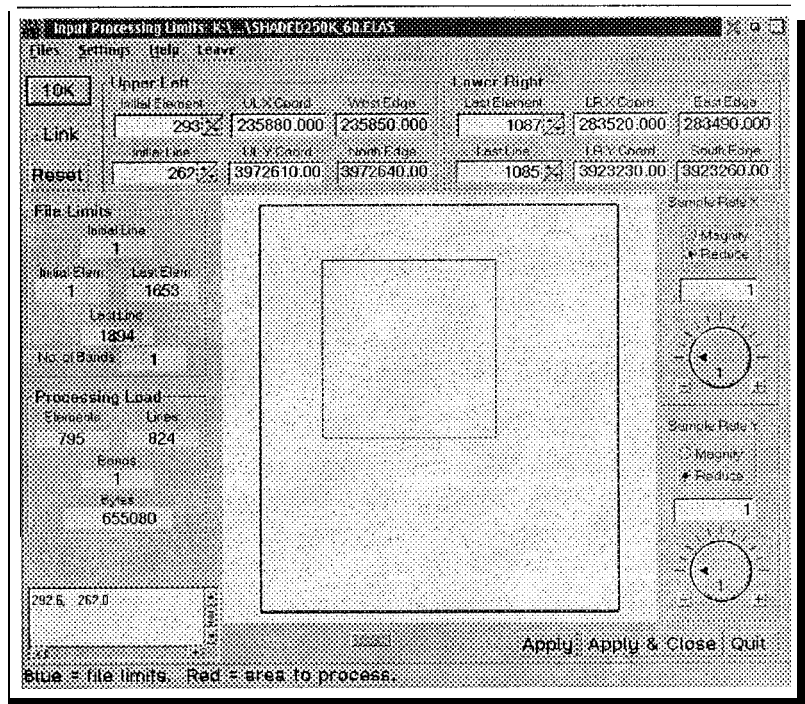 Input Processing Limits: K:\...\SHADED250K_60.ELAS
Files Settings Help Leave
10K
Link
Reset
Upper Left
Initial Element UL X Coord West Edge
293 235880.000 235850.000
Initial Line UL Y Coord North Edge
262 3972610.00 3972640.00
Lower Right
Last Element LR X Coord East Edge
1087 283520.000 283490.000
Last Line LR Y Coord South Edge
1085 3923230.00 3923260.00
File Limits
Initial Line
1
Initial Elem Last Elem
1 1653
Last Line
1894
No. of Bands 1
Processing Load
Elements Lines
795 824
Bands
1
Bytes
655080
292.6, 262.0
Sample Rate X
Magnify
Reduce
1
1
- +
Sample Rate Y
Magnify
Reduce
1
1
- +
Apply Apply & Close Quit
Blue = file limits. Red = area to process.